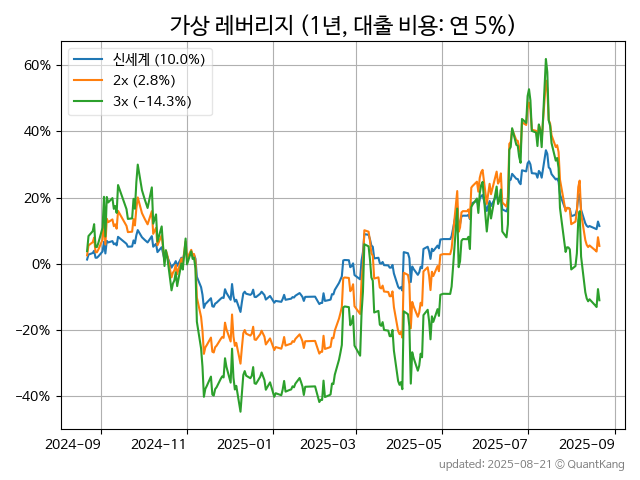 가상 레버리지 (1년, 대출 비용: 연 5%)
신세계 (10.0%)
2x (2.8%)
3x (−14.3%)
60%
40%
20%
0%
−20%
−40%
2024-09
2024-11
2025-01
2025-03
2025-05
2025-07
2025-09
updated: 2025-08-21 © QuantKang